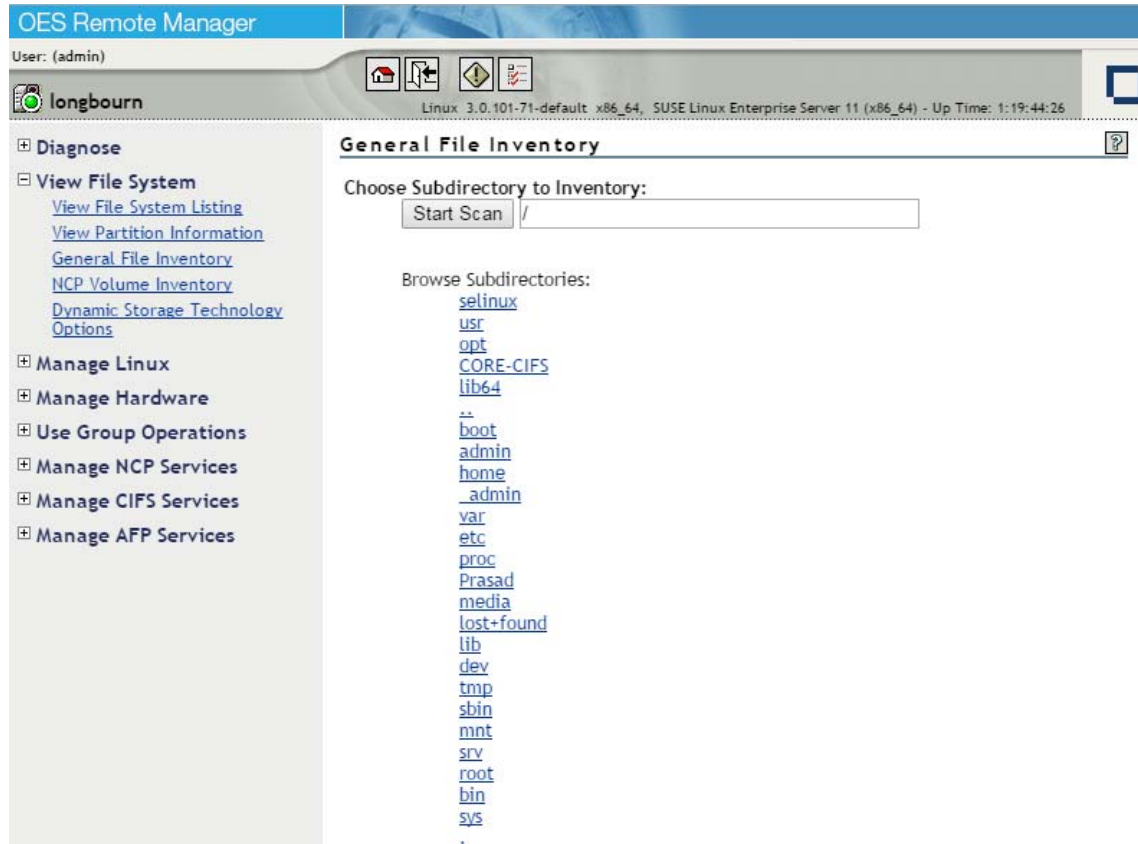 OES Remote Manager
User: (admin)
longbourn
Linux 3.0.101-71-default x86_64, SUSE Linux Enterprise Server 11 (x86_64) - Up Time: 1:19:44:26
Diagnose
View File System
View File System Listing
View Partition Information
General File Inventory
NCP Volume Inventory
Dynamic Storage Technology
Options
Manage Linux
Manage Hardware
Use Group Operations
Manage NCP Services
Manage CIFS Services
Manage AFP Services
General File Inventory
?
Choose Subdirectory to Inventory:
Start Scan /
Browse Subdirectories:
selinux
usr
opt
CORE-CIFS
lib64
..
boot
admin
home
_admin
var
etc
proc
Prasad
media
lost+found
lib
dev
tmp
sbin
mnt
srv
root
bin
sys
.